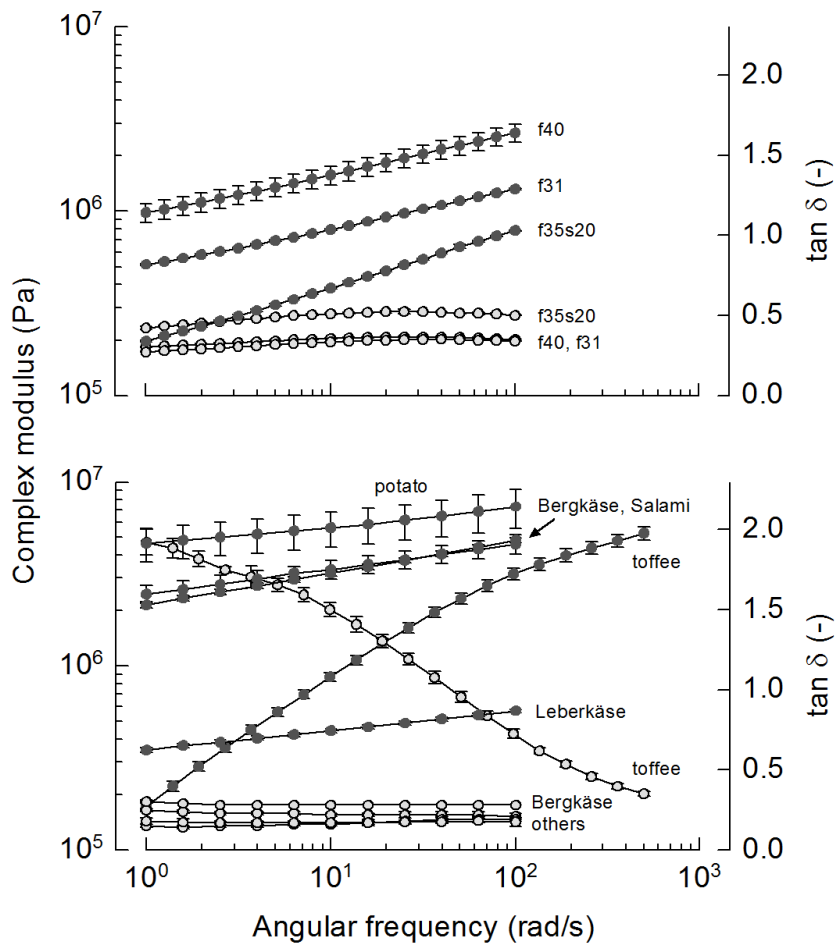 10⁷
2.0
f40
1.5
10⁶
f31
f35s20
1.0
f35s20
0.5
f40, f31
10⁵
0.0
Complex modulus (Pa)
tan δ (-)
10⁷
potato
Bergkäse, Salami
2.0
toffee
1.5
10⁶
1.0
Leberkäse
toffee
0.5
Bergkäse
others
10⁵
0.0
tan δ (-)
10⁰
10¹
10²
10³
Angular frequency (rad/s)